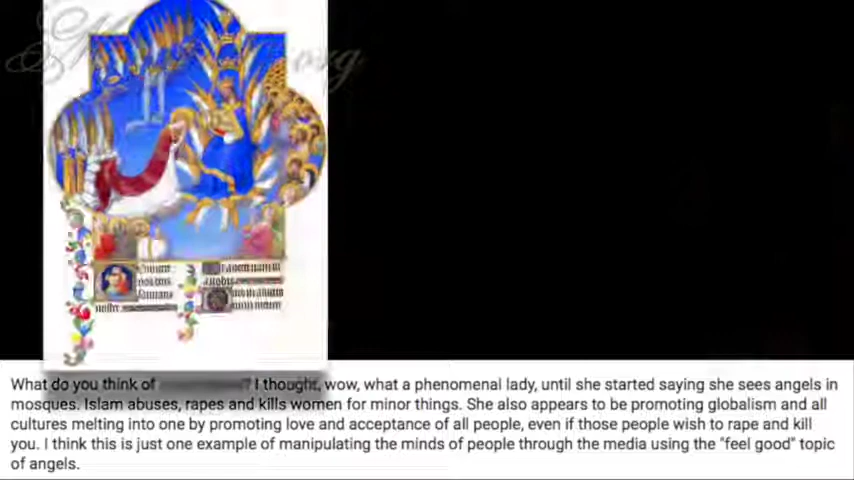 What do you think of ? I thought, wow, what a phenomenal lady, until she started saying she sees angels in
mosques. Islam abuses, rapes and kills women for minor things. She also appears to be promoting globalism and all
cultures melting into one by promoting love and acceptance of all people, even if those people wish to rape and kill
you. I think this is just one example of manipulating the minds of people through the media using the "feel good" topic
of angels.